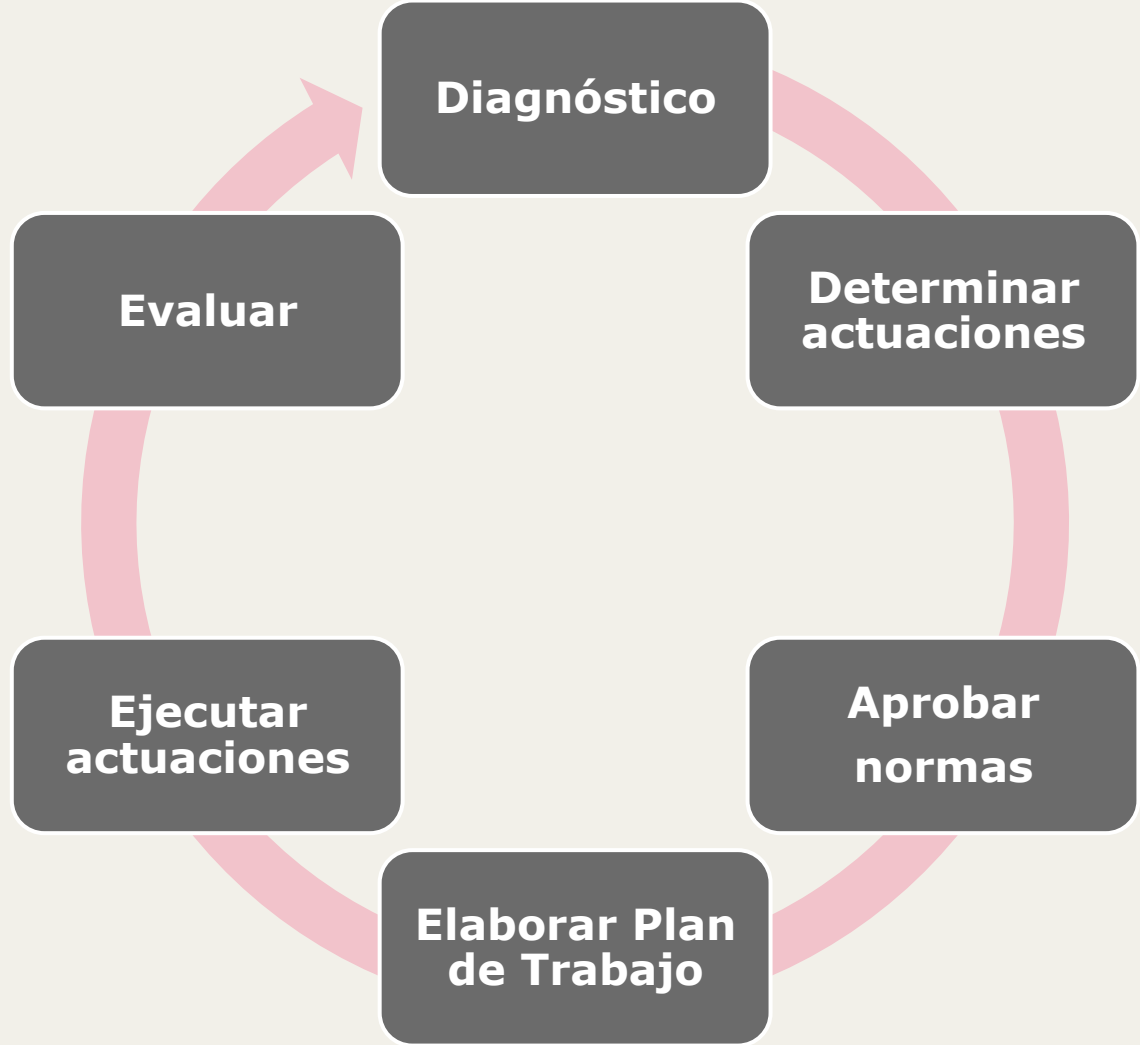 Diagnóstico
Determinar
actuaciones
Aprobar
normas
Elaborar Plan
de Trabajo
Ejecutar
actuaciones
Evaluar